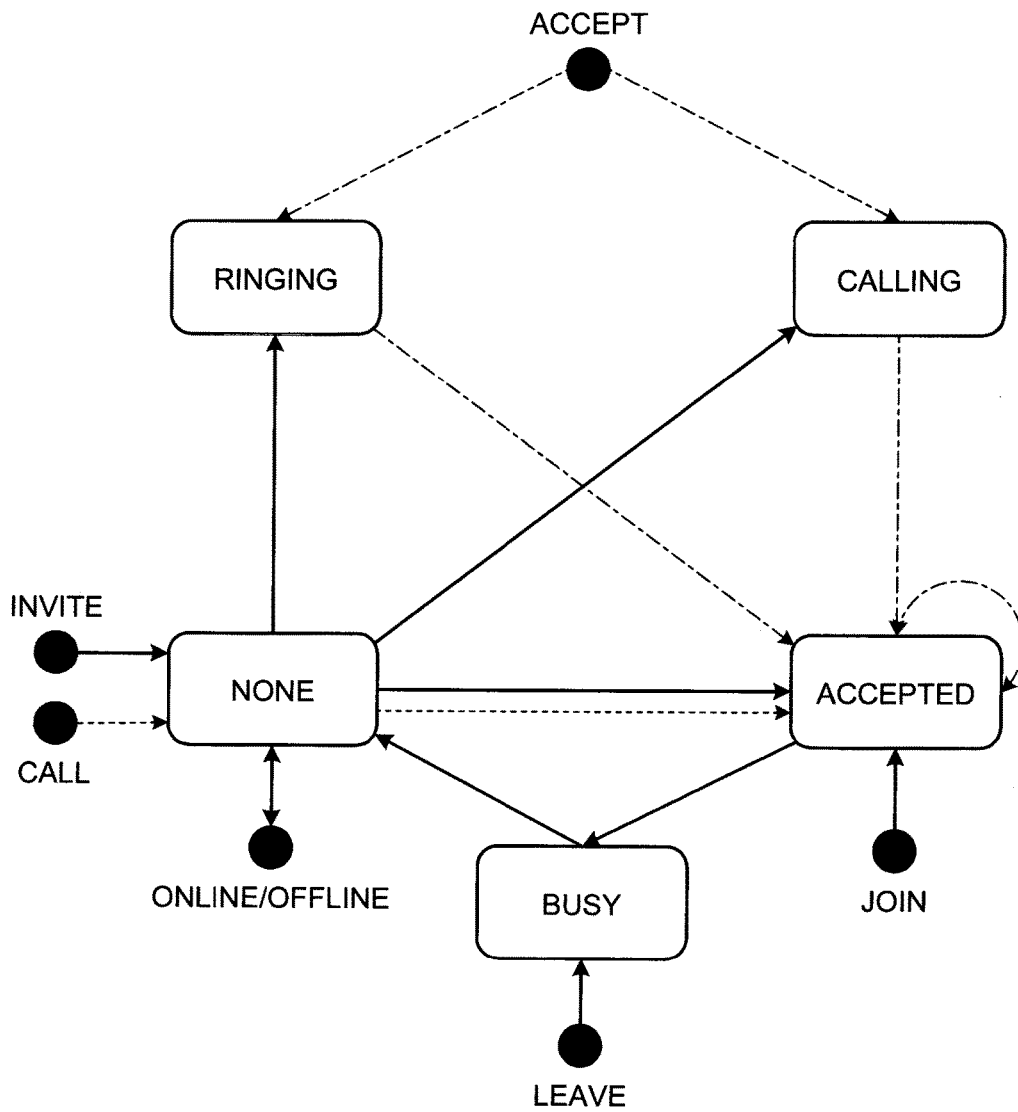 ACCEPT
RINGING
CALLING
INVITE
NONE
ACCEPTED
CALL
ONLINE/OFFLINE
BUSY
JOIN
LEAVE